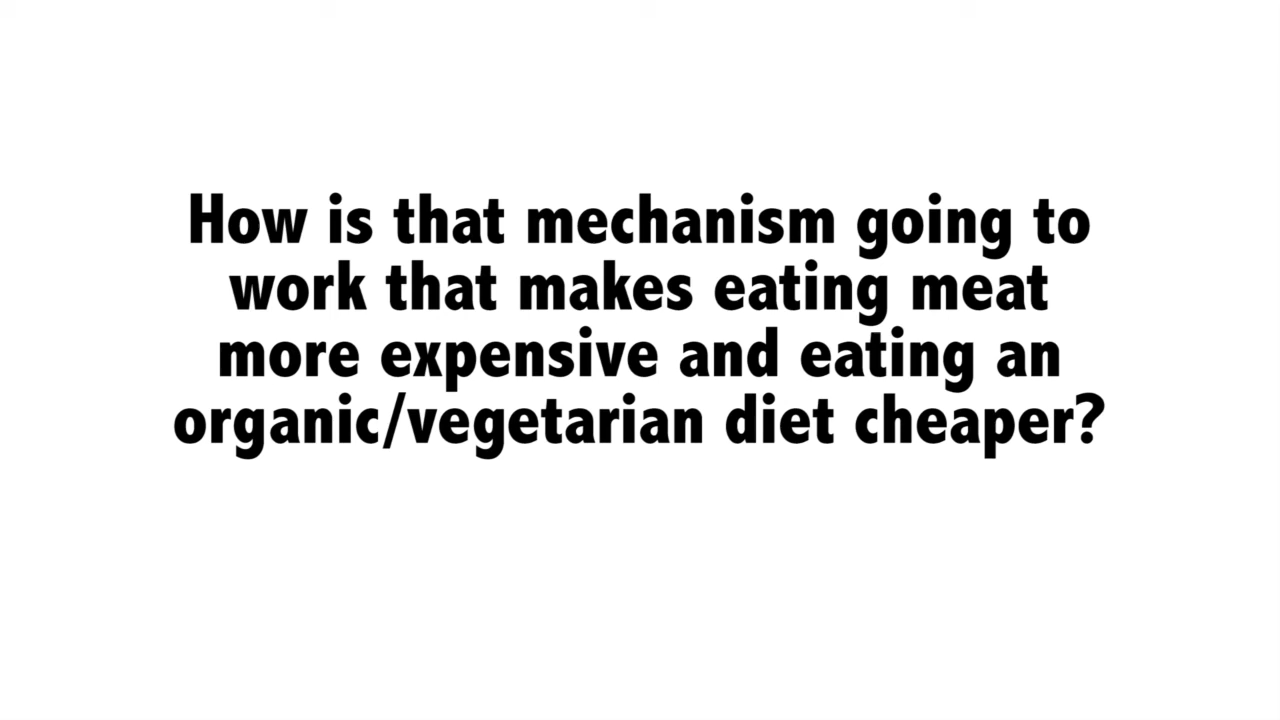 How is that mechanism going to
work that makes eating meat
more expensive and eating an
organic/vegetarian diet cheaper?